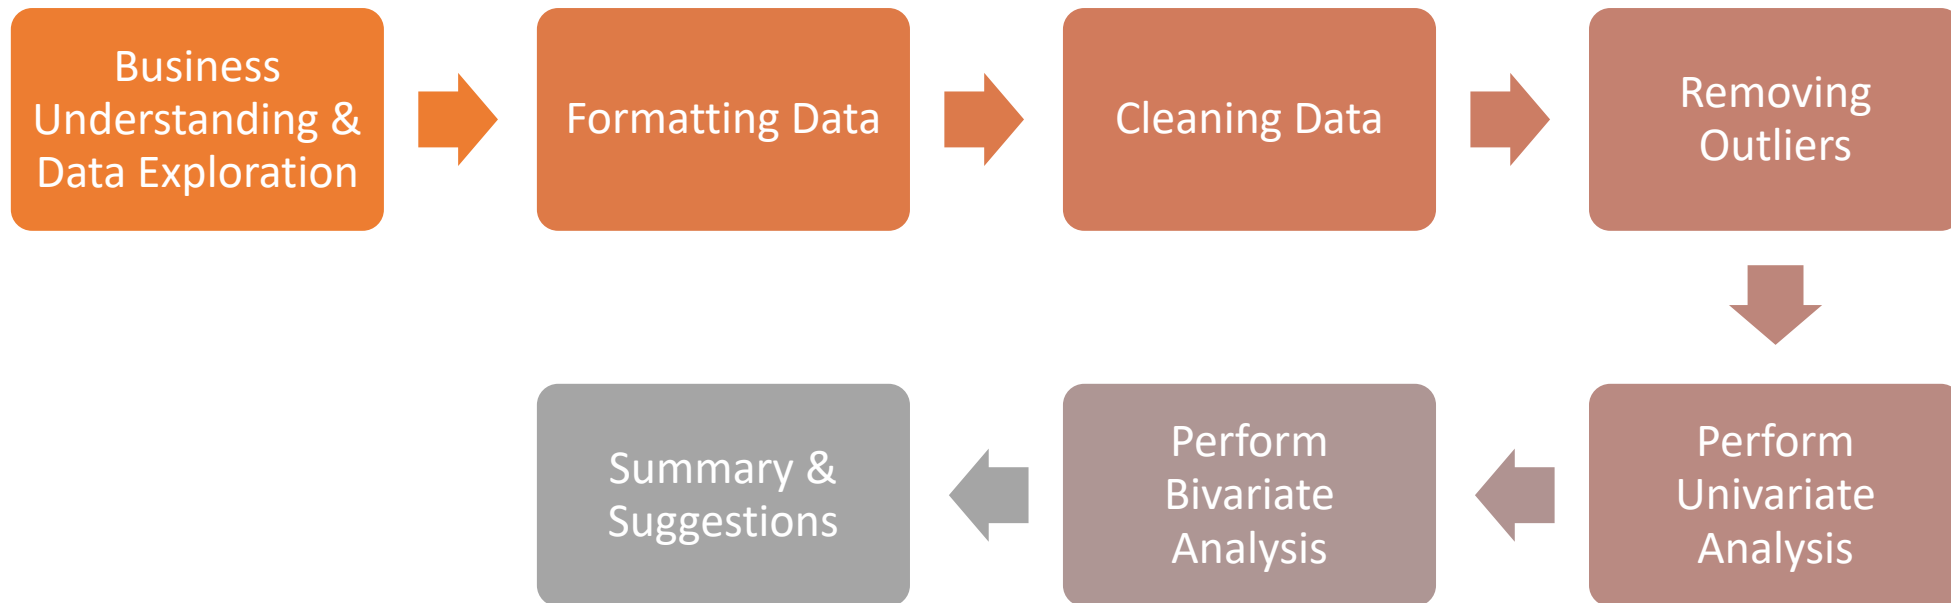 Business
Understanding &
Data Exploration
Formatting Data
Cleaning Data
Removing
Outliers
Perform
Univariate
Analysis
Perform
Bivariate
Analysis
Summary &
Suggestions